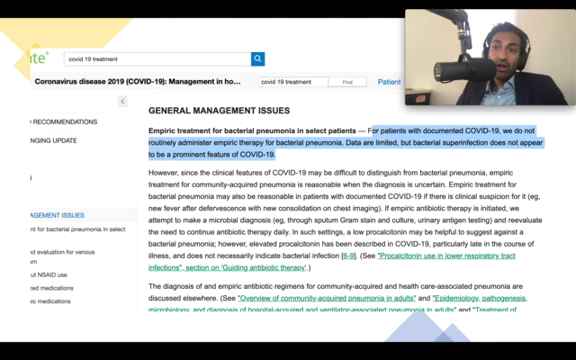 ate
covid 19 treatment
Coronavirus disease 2019 (COVID-19): Management in ho... covid 19 treatment Find Patient
RECOMMENDATIONS
NGING UPDATE
AGEMENT ISSUES
nt for bacterial pneumonia in select
ed evaluation for venous
m
ut NSAID use
zed medications
ic medications
GENERAL MANAGEMENT ISSUES
Empiric treatment for bacterial pneumonia in select patients — For patients with documented COVID-19, we do not
routinely administer empiric therapy for bacterial pneumonia. Data are limited, but bacterial superinfection does not appear
to be a prominent feature of COVID-19.
However, since the clinical features of COVID-19 may be difficult to distinguish from bacterial pneumonia, empiric
treatment for community-acquired pneumonia is reasonable when the diagnosis is uncertain. Empiric treatment for
bacterial pneumonia may also be reasonable in patients with documented COVID-19 if there is clinical suspicion for it (eg,
new fever after defervescence with new consolidation on chest imaging). If empiric antibiotic therapy is initiated, we
attempt to make a microbial diagnosis (eg, through sputum Gram stain and culture, urinary antigen testing) and reevaluate
the need to continue antibiotic therapy daily. In such settings, a low procalcitonin may be helpful to suggest against a
bacterial pneumonia; however, elevated procalcitonin has been described in COVID-19, particularly late in the course of
illness, and does not necessarily indicate bacterial infection [6-9]. (See "Procalcitonin use in lower respiratory tract
infections", section on 'Guiding antibiotic therapy'.)
The diagnosis of and empiric antibiotic regimens for community-acquired and health care-associated pneumonia are
discussed elsewhere. (See "Overview of community-acquired pneumonia in adults" and "Epidemiology, pathogenesis,
microbiology, and diagnosis of hospital-acquired and ventilator-associated pneumonia in adults" and "Treatment of